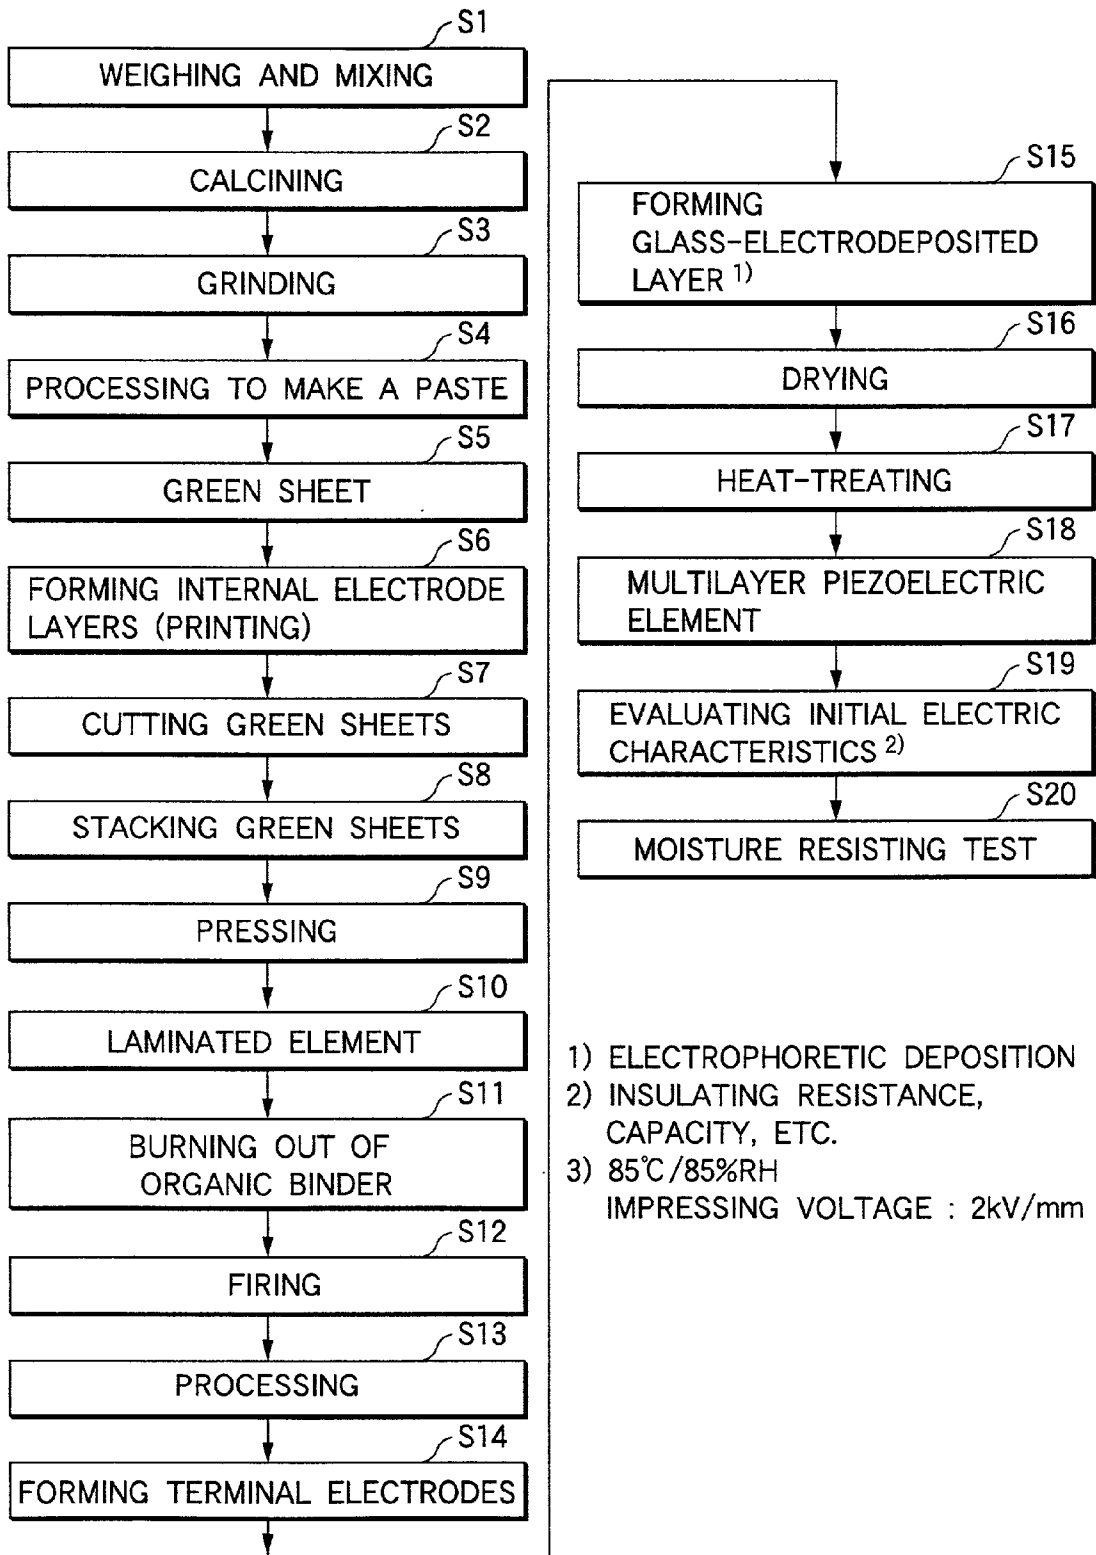 S1
WEIGHING AND MIXING
S2
CALCINING
S3
GRINDING
S4
PROCESSING TO MAKE A PASTE
S5
GREEN SHEET
S6
FORMING INTERNAL ELECTRODE
LAYERS (PRINTING)
S7
CUTTING GREEN SHEETS
S8
STACKING GREEN SHEETS
S9
PRESSING
S10
LAMINATED ELEMENT
S11
BURNING OUT OF
ORGANIC BINDER
S12
FIRING
S13
PROCESSING
S14
FORMING TERMINAL ELECTRODES
S15
FORMING
GLASS-ELECTRODEPOSITED
LAYER 1)
S16
DRYING
S17
HEAT-TREATING
S18
MULTILAYER PIEZOELECTRIC
ELEMENT
S19
EVALUATING INITIAL ELECTRIC
CHARACTERISTICS 2)
S20
MOISTURE RESISTING TEST
1) ELECTROPHORETIC DEPOSITION
2) INSULATING RESISTANCE,
CAPACITY, ETC.
3) 85℃/85%RH
IMPRESSING VOLTAGE : 2kV/mm